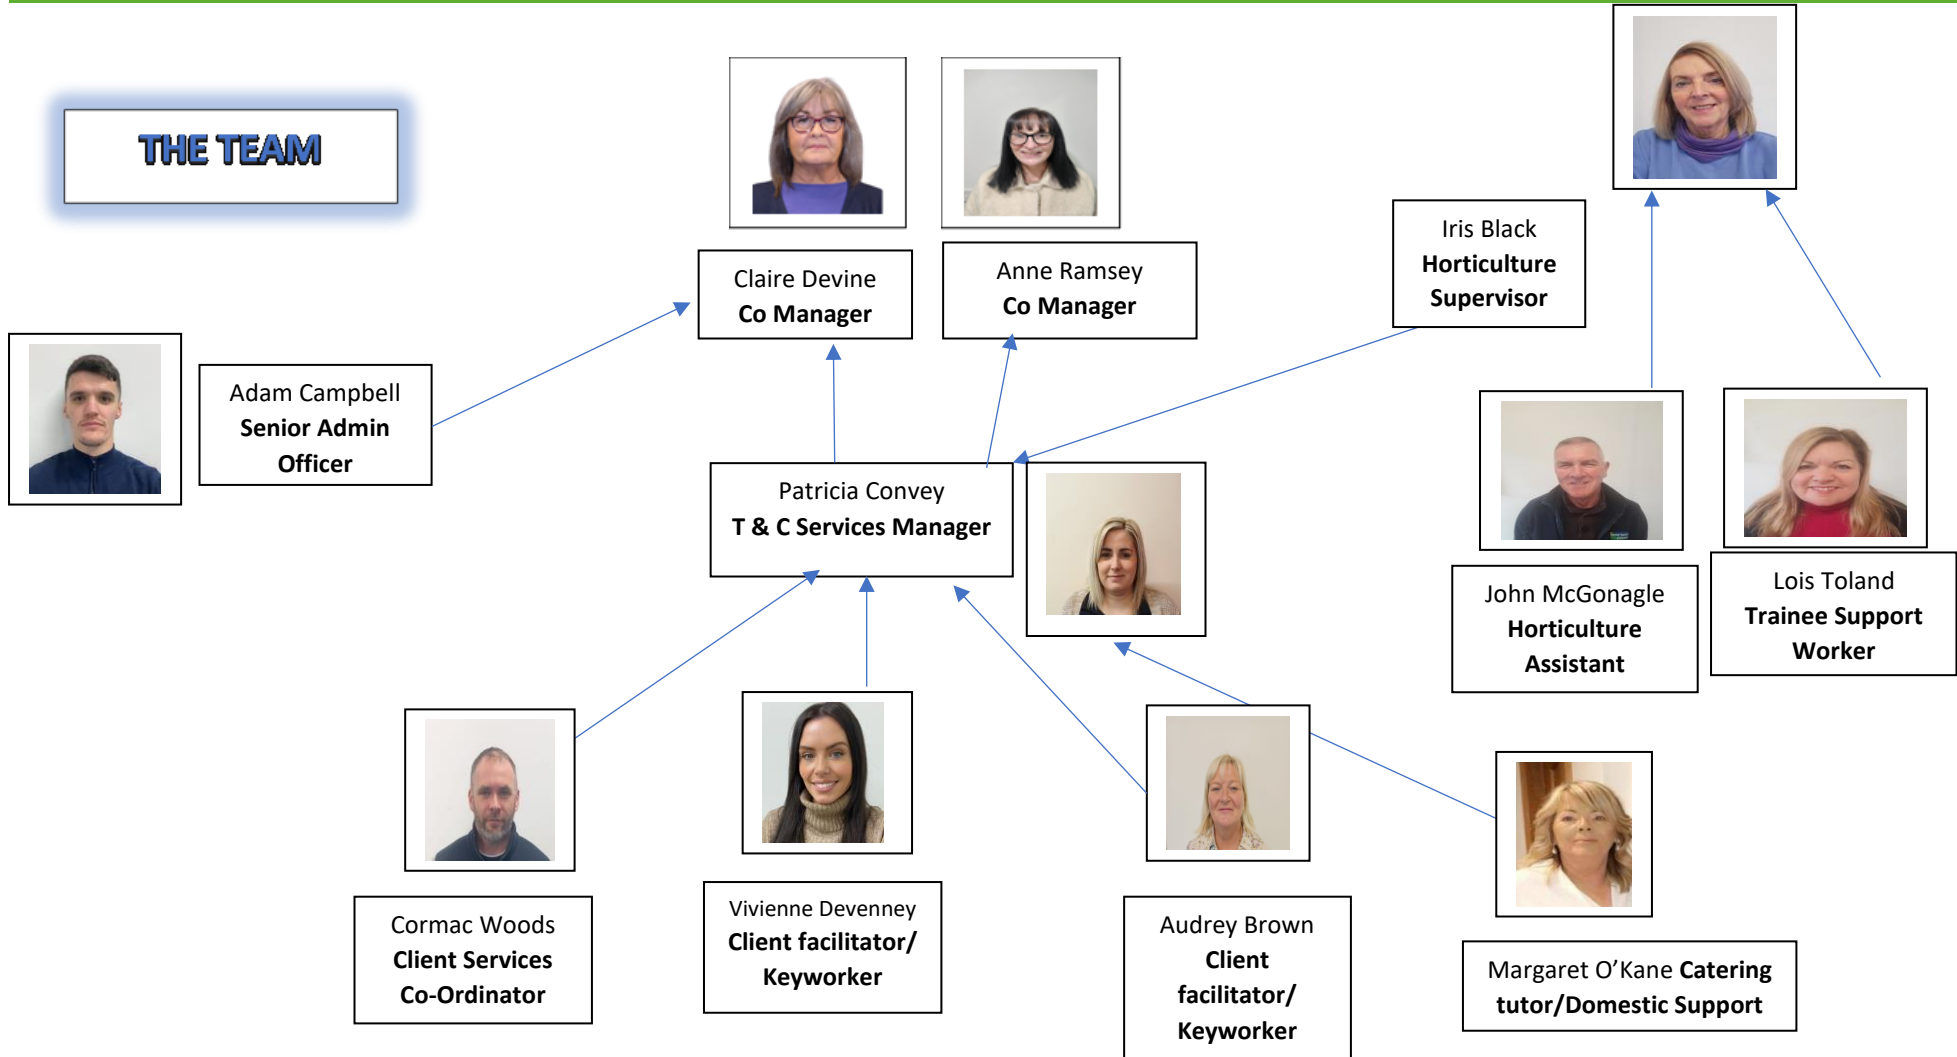 THE TEAM
Claire Devine
Co Manager
Anne Ramsey
Co Manager
Iris Black
Horticulture
Supervisor
Adam Campbell
Senior Admin
Officer
Patricia Convey
T & C Services Manager
John McGonagle
Horticulture
Assistant
Lois Toland
Trainee Support
Worker
Cormac Woods
Client Services
Co-Ordinator
Vivienne Devenney
Client facilitator/
Keyworker
Audrey Brown
Client
facilitator/
Keyworker
Margaret O’Kane Catering
tutor/Domestic Support